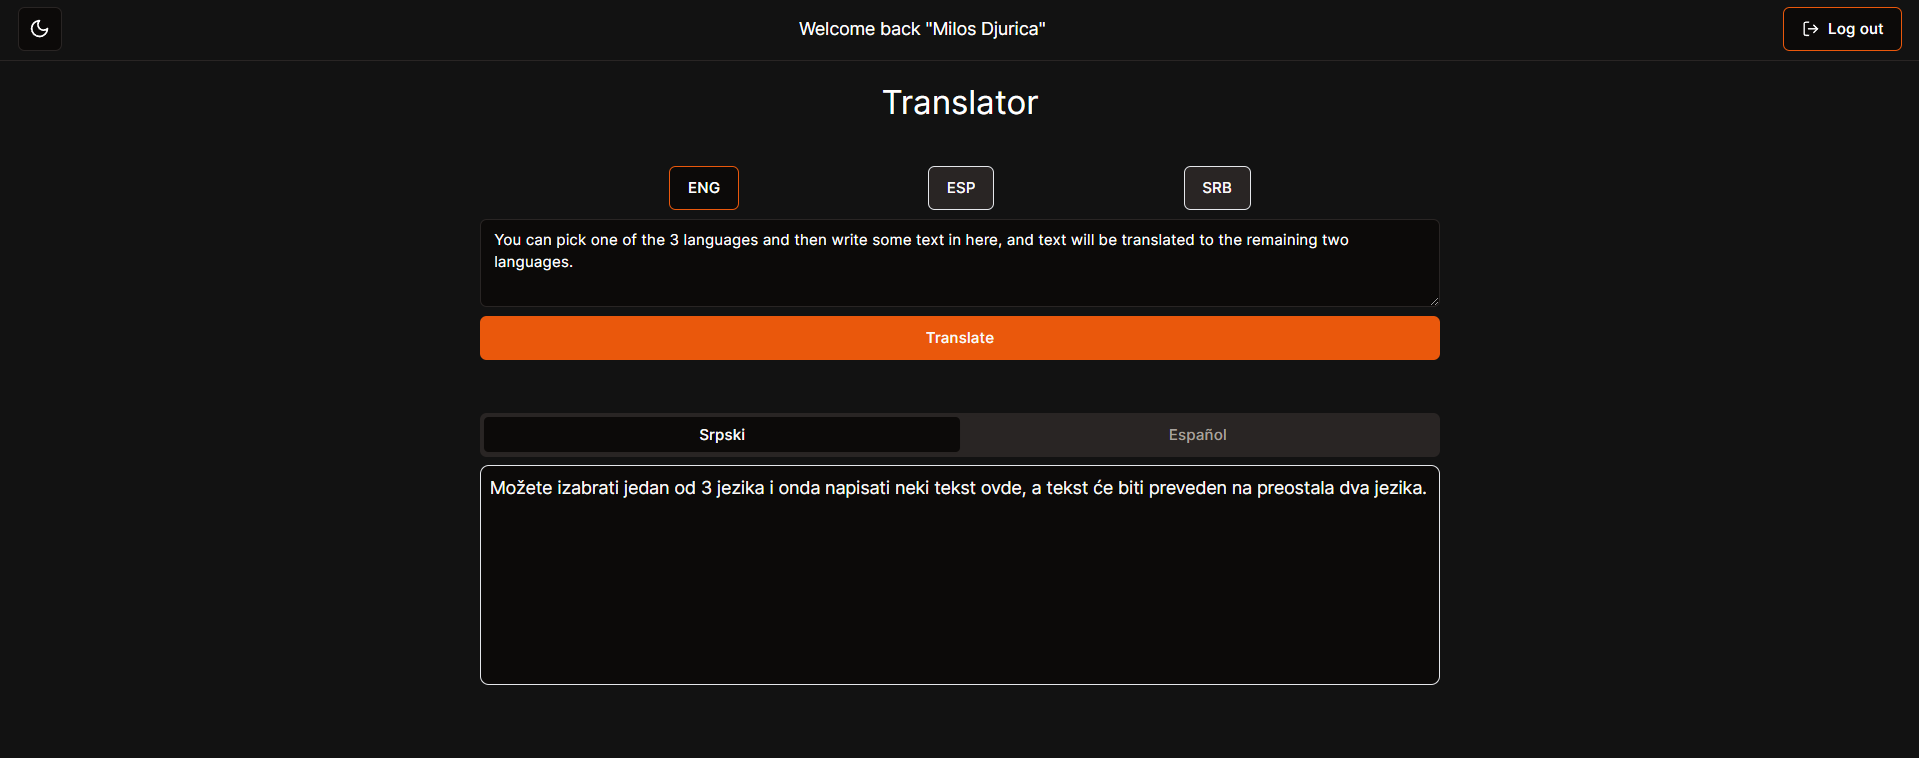 Welcome back "Milos Djurica"
Log out
Translator
ENG
ESP
SRB
You can pick one of the 3 languages and then write some text in here, and text will be translated to the remaining two
languages.
Translate
Srpski
Español
Možete izabrati jedan od 3 jezika i onda napisati neki tekst ovde, a tekst će biti preveden na preostala dva jezika.